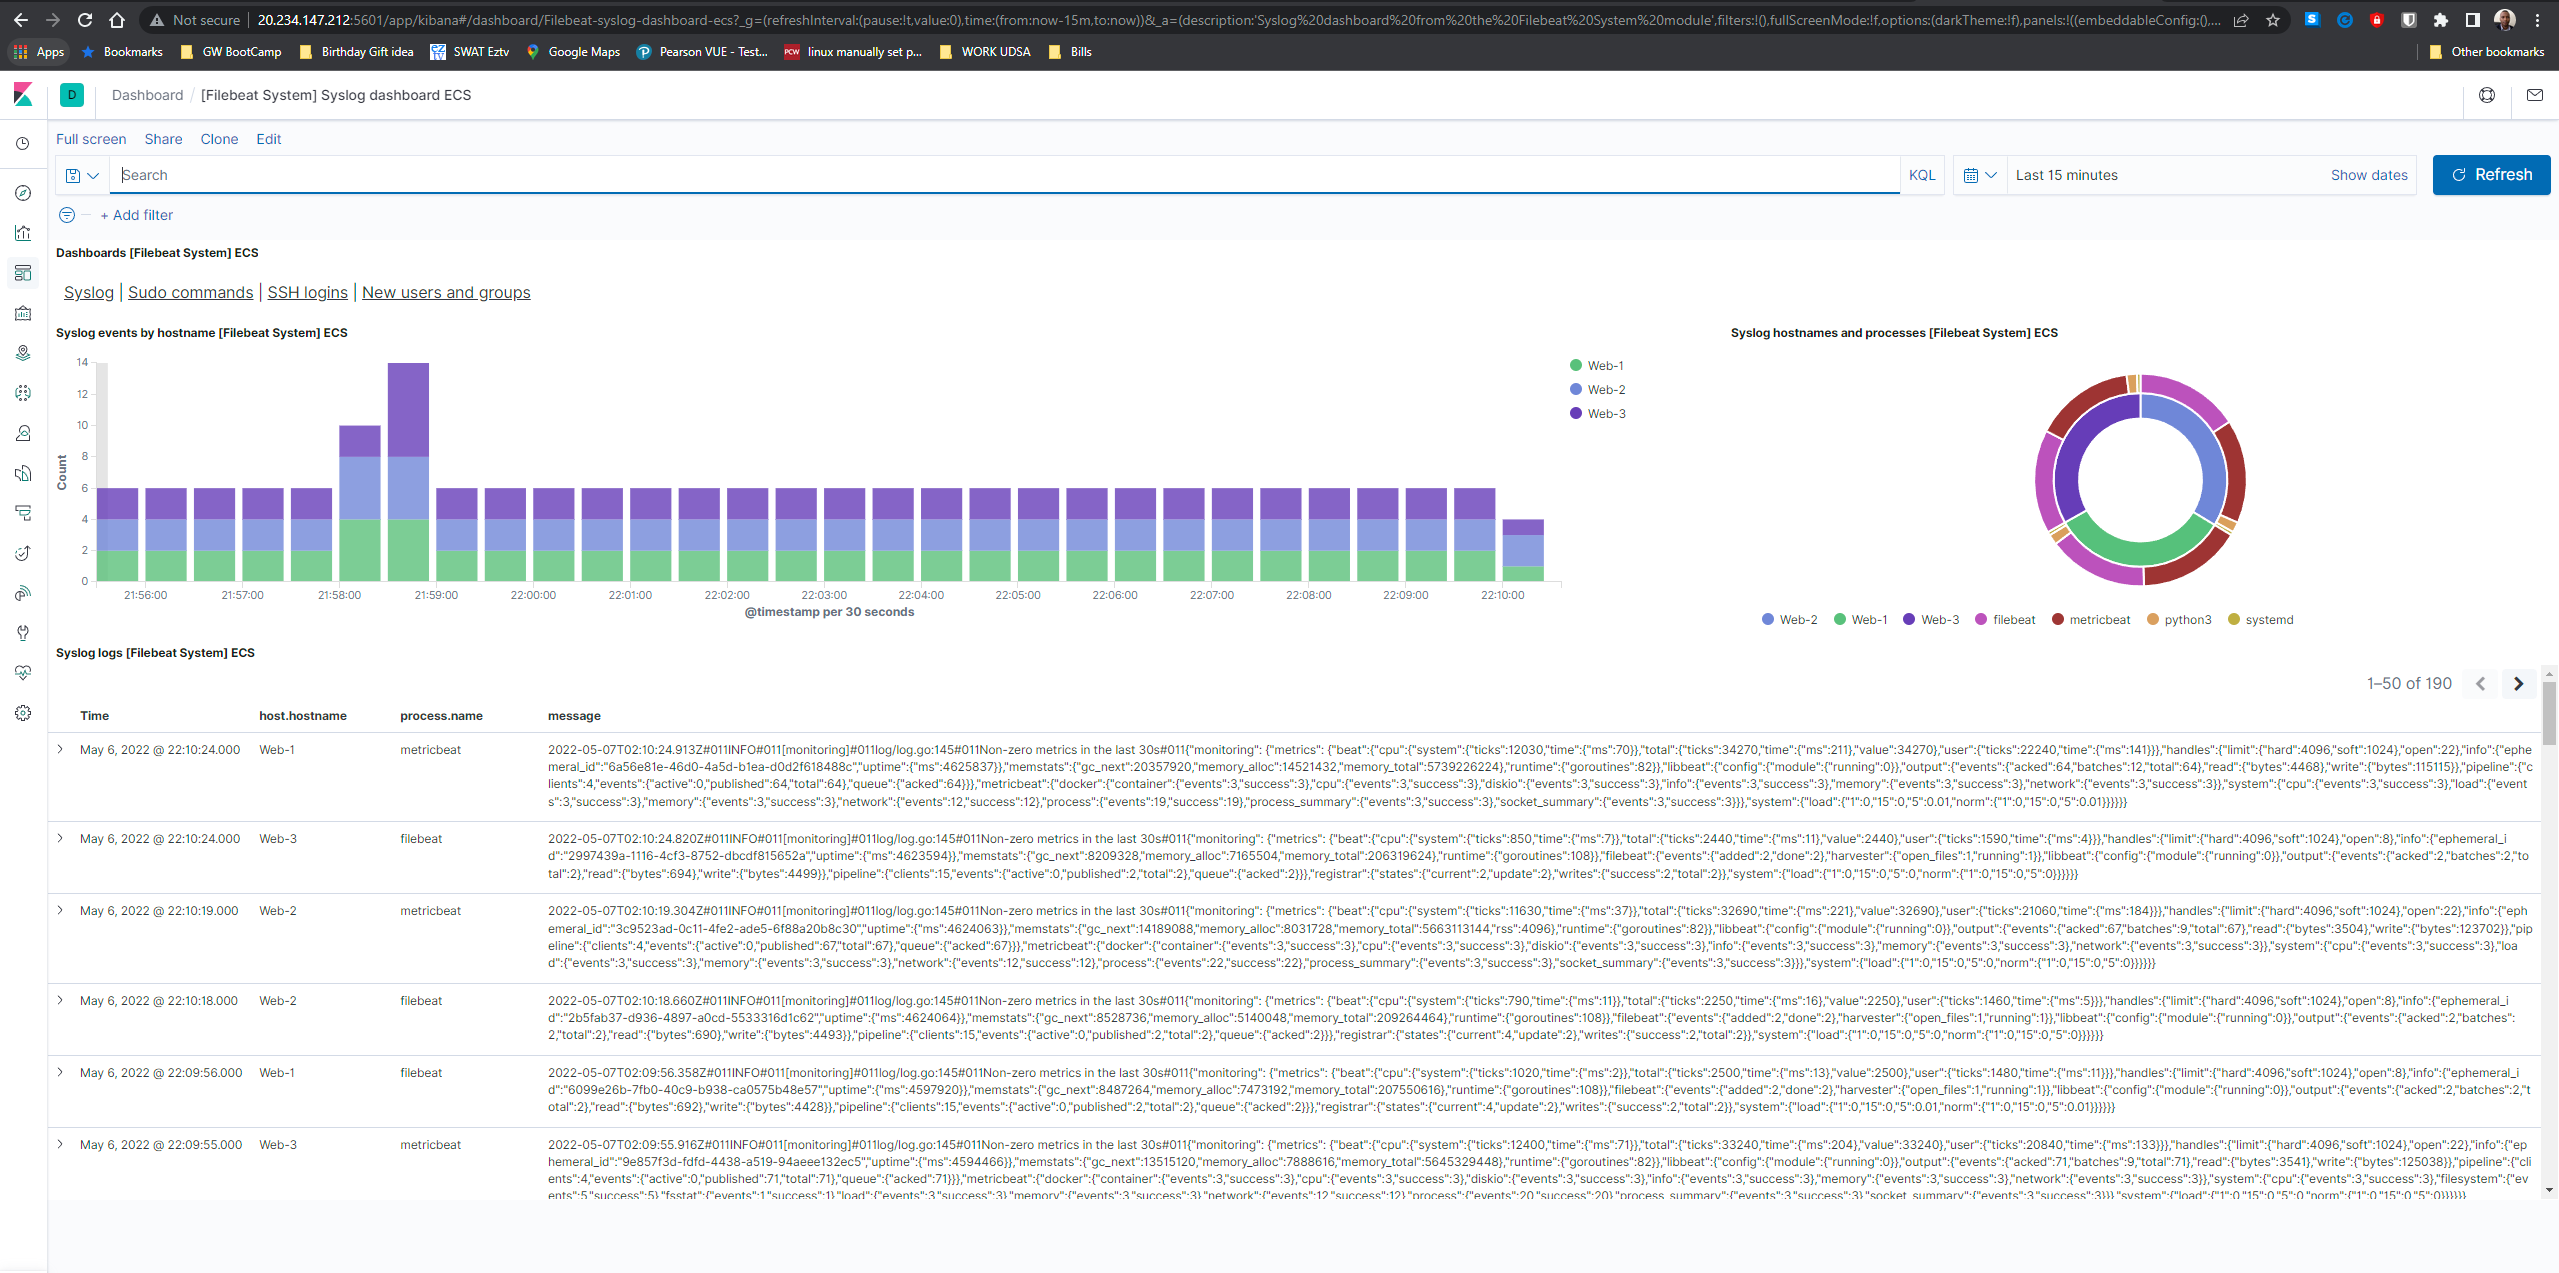 Not secure | 20.234.147.212:5601/app/kibana#/dashboard/Filebeat-syslog-dashboard-ecs?_g=(refreshInterval:(pause:!t,value:0),time:(from:now-15m,to:now))&_a=(description:'Syslog%20dashboard%20from%20the%20Filebeat%20System%20module',filters:!(),fullScreenMode:!f,options:(darkTheme:!f),panels:!((embeddableConfig:(),...
Apps Bookmarks GW BootCamp Birthday Gift idea SWAT Eztv Google Maps Pearson VUE - Test... linux manually set p... WORK UDSA Bills Other bookmarks
D Dashboard / [Filebeat System] Syslog dashboard ECS
Full screen Share Clone Edit
Search KQL Last 15 minutes Show dates Refresh
+ Add filter
Dashboards [Filebeat System] ECS
Syslog | Sudo commands | SSH logins | New users and groups
Syslog events by hostname [Filebeat System] ECS
14
12
10
8
6
4
2
0
Count
21:56:00 21:57:00 21:58:00 21:59:00 22:00:00 22:01:00 22:02:00 22:03:00 22:04:00 22:05:00 22:06:00 22:07:00 22:08:00 22:09:00 22:10:00
@timestamp per 30 seconds
Web-1
Web-2
Web-3
Syslog hostnames and processes [Filebeat System] ECS
Web-2 Web-1 Web-3 filebeat metricbeat python3 systemd
Syslog logs [Filebeat System] ECS
1–50 of 190
Time host.hostname process.name message
May 6, 2022 @ 22:10:24.000 Web-1 metricbeat 2022-05-07T02:10:24.913Z#011INFO#011[monitoring]#011log/log.go:145#011Non-zero metrics in the last 30s#011{"monitoring": {"metrics": {"beat":{"cpu":{"system":{"ticks":12030,"time":{"ms":70}},"total":{"ticks":34270,"time":{"ms":211},"value":34270},"user":{"ticks":22240,"time":{"ms":141}}},"handles":{"limit":{"hard":4096,"soft":1024},"open":22},"info":{"ephe
meral_id":"6a56e81e-46d0-4a5d-b1ea-d0d2f618488c","uptime":{"ms":4625837}},"memstats":{"gc_next":20357920,"memory_alloc":14521432,"memory_total":5739226224},"runtime":{"goroutines":82}},"libbeat":{"config":{"module":{"running":0}},"output":{"events":{"acked":64,"batches":12,"total":64},"read":{"bytes":4468},"write":{"bytes":115115}},"pipeline":{"c
lients":4,"events":{"active":0,"published":64,"total":64},"queue":{"acked":64}}},"metricbeat":{"docker":{"container":{"events":3,"success":3},"cpu":{"events":3,"success":3},"diskio":{"events":3,"success":3},"info":{"events":3,"success":3},"memory":{"events":3,"success":3},"network":{"events":3,"success":3}},"system":{"cpu":{"events":3,"success":3},"load":{"event
s":3,"success":3},"memory":{"events":3,"success":3},"network":{"events":12,"success":12},"process":{"events":19,"success":19},"process_summary":{"events":3,"success":3},"socket_summary":{"events":3,"success":3}}},"system":{"load":{"1":0,"15":0,"5":0.01,"norm":{"1":0,"15":0,"5":0.01}}}}}}
May 6, 2022 @ 22:10:24.000 Web-3 filebeat 2022-05-07T02:10:24.820Z#011INFO#011[monitoring]#011log/log.go:145#011Non-zero metrics in the last 30s#011{"monitoring": {"metrics": {"beat":{"cpu":{"system":{"ticks":850,"time":{"ms":7}},"total":{"ticks":2440,"time":{"ms":11},"value":2440},"user":{"ticks":1590,"time":{"ms":4}}},"handles":{"limit":{"hard":4096,"soft":1024},"open":8},"info":{"ephemeral_i
d":"2997439a-1116-4cf3-8752-dbcdf815652a","uptime":{"ms":4623594}},"memstats":{"gc_next":8209328,"memory_alloc":7165504,"memory_total":206319624},"runtime":{"goroutines":108}},"filebeat":{"events":{"added":2,"done":2},"harvester":{"open_files":1,"running":1}},"libbeat":{"config":{"module":{"running":0}},"output":{"events":{"acked":2,"batches":2,"to
tal":2},"read":{"bytes":694},"write":{"bytes":4499}},"pipeline":{"clients":15,"events":{"active":0,"published":2,"total":2},"queue":{"acked":2}}},"registrar":{"states":{"current":2,"update":2},"writes":{"success":2,"total":2}},"system":{"load":{"1":0,"15":0,"5":0,"norm":{"1":0,"15":0,"5":0}}}}}}
May 6, 2022 @ 22:10:19.000 Web-2 metricbeat 2022-05-07T02:10:19.304Z#011INFO#011[monitoring]#011log/log.go:145#011Non-zero metrics in the last 30s#011{"monitoring": {"metrics": {"beat":{"cpu":{"system":{"ticks":11630,"time":{"ms":37}},"total":{"ticks":32690,"time":{"ms":221},"value":32690},"user":{"ticks":21060,"time":{"ms":184}}},"handles":{"limit":{"hard":4096,"soft":1024},"open":22},"info":{"eph
emeral_id":"3c9523ad-0c11-4fe2-ade5-6f88a20b8c30","uptime":{"ms":4624063}},"memstats":{"gc_next":14189088,"memory_alloc":8031728,"memory_total":5663113144,"rss":4096},"runtime":{"goroutines":82}},"libbeat":{"config":{"module":{"running":0}},"output":{"events":{"acked":67,"batches":9,"total":67},"read":{"bytes":3504},"write":{"bytes":123702}},"pip
eline":{"clients":4,"events":{"active":0,"published":67,"total":67},"queue":{"acked":67}}},"metricbeat":{"docker":{"container":{"events":3,"success":3},"cpu":{"events":3,"success":3},"diskio":{"events":3,"success":3},"info":{"events":3,"success":3},"memory":{"events":3,"success":3},"network":{"events":3,"success":3}},"system":{"cpu":{"events":3,"success":3},"loa
d":{"events":3,"success":3},"memory":{"events":3,"success":3},"network":{"events":12,"success":12},"process":{"events":22,"success":22},"process_summary":{"events":3,"success":3},"socket_summary":{"events":3,"success":3}}},"system":{"load":{"1":0,"15":0,"5":0,"norm":{"1":0,"15":0,"5":0}}}}}}
May 6, 2022 @ 22:10:18.000 Web-2 filebeat 2022-05-07T02:10:18.660Z#011INFO#011[monitoring]#011log/log.go:145#011Non-zero metrics in the last 30s#011{"monitoring": {"metrics": {"beat":{"cpu":{"system":{"ticks":790,"time":{"ms":11}},"total":{"ticks":2250,"time":{"ms":16},"value":2250},"user":{"ticks":1460,"time":{"ms":5}}},"handles":{"limit":{"hard":4096,"soft":1024},"open":8},"info":{"ephemeral_i
d":"2b5fab37-d936-4897-a0cd-5533316d1c62","uptime":{"ms":4624064}},"memstats":{"gc_next":8528736,"memory_alloc":5140048,"memory_total":209264464},"runtime":{"goroutines":108}},"filebeat":{"events":{"added":2,"done":2},"harvester":{"open_files":1,"running":1}},"libbeat":{"config":{"module":{"running":0}},"output":{"events":{"acked":2,"batches":
2,"total":2},"read":{"bytes":690},"write":{"bytes":4493}},"pipeline":{"clients":15,"events":{"active":0,"published":2,"total":2},"queue":{"acked":2}}},"registrar":{"states":{"current":4,"update":2},"writes":{"success":2,"total":2}},"system":{"load":{"1":0,"15":0,"5":0,"norm":{"1":0,"15":0,"5":0}}}}}}
May 6, 2022 @ 22:09:56.000 Web-1 filebeat 2022-05-07T02:09:56.358Z#011INFO#011[monitoring]#011log/log.go:145#011Non-zero metrics in the last 30s#011{"monitoring": {"metrics": {"beat":{"cpu":{"system":{"ticks":1020,"time":{"ms":2}},"total":{"ticks":2500,"time":{"ms":13},"value":2500},"user":{"ticks":1480,"time":{"ms":11}}},"handles":{"limit":{"hard":4096,"soft":1024},"open":8},"info":{"ephemeral_i
d":"6099e26b-7fb0-40c9-b938-ca0575b48e57","uptime":{"ms":4597920}},"memstats":{"gc_next":8487264,"memory_alloc":7473192,"memory_total":207550616},"runtime":{"goroutines":108}},"filebeat":{"events":{"added":2,"done":2},"harvester":{"open_files":1,"running":1}},"libbeat":{"config":{"module":{"running":0}},"output":{"events":{"acked":2,"batches":2,"t
otal":2},"read":{"bytes":692},"write":{"bytes":4428}},"pipeline":{"clients":15,"events":{"active":0,"published":2,"total":2},"queue":{"acked":2}}},"registrar":{"states":{"current":4,"update":2},"writes":{"success":2,"total":2}},"system":{"load":{"1":0,"15":0,"5":0.01,"norm":{"1":0,"15":0,"5":0.01}}}}}}
May 6, 2022 @ 22:09:55.000 Web-3 metricbeat 2022-05-07T02:09:55.916Z#011INFO#011[monitoring]#011log/log.go:145#011Non-zero metrics in the last 30s#011{"monitoring": {"metrics": {"beat":{"cpu":{"system":{"ticks":12400,"time":{"ms":71}},"total":{"ticks":33240,"time":{"ms":204},"value":33240},"user":{"ticks":20840,"time":{"ms":133}}},"handles":{"limit":{"hard":4096,"soft":1024},"open":22},"info":{"ep
hemeral_id":"9e857f3d-fdfd-4438-a519-94aeee132ec5","uptime":{"ms":4594466}},"memstats":{"gc_next":13515120,"memory_alloc":7888616,"memory_total":5645329448},"runtime":{"goroutines":82}},"libbeat":{"config":{"module":{"running":0}},"output":{"events":{"acked":71,"batches":9,"total":71},"read":{"bytes":3541},"write":{"bytes":125038}},"pipeline":{"cli
ents":4,"events":{"active":0,"published":71,"total":71},"queue":{"acked":71}}},"metricbeat":{"docker":{"container":{"events":3,"success":3},"cpu":{"events":3,"success":3},"diskio":{"events":3,"success":3},"info":{"events":3,"success":3},"memory":{"events":3,"success":3},"network":{"events":3,"success":3}},"system":{"cpu":{"events":3,"success":3},"filesystem":{"ev
ents":5,"success":5},"fsstat":{"events":1,"success":1},"load":{"events":3,"success":3},"memory":{"events":3,"success":3},"network":{"events":12,"success":12},"process":{"events":20,"success":20},"process_summary":{"events":3,"success":3},"socket_summary":{"events":3,"success":3}}},"system":{"load":{"1":0,"15":0,"5":0,"norm":{"1":0,"15":0,"5":0}}}}}}